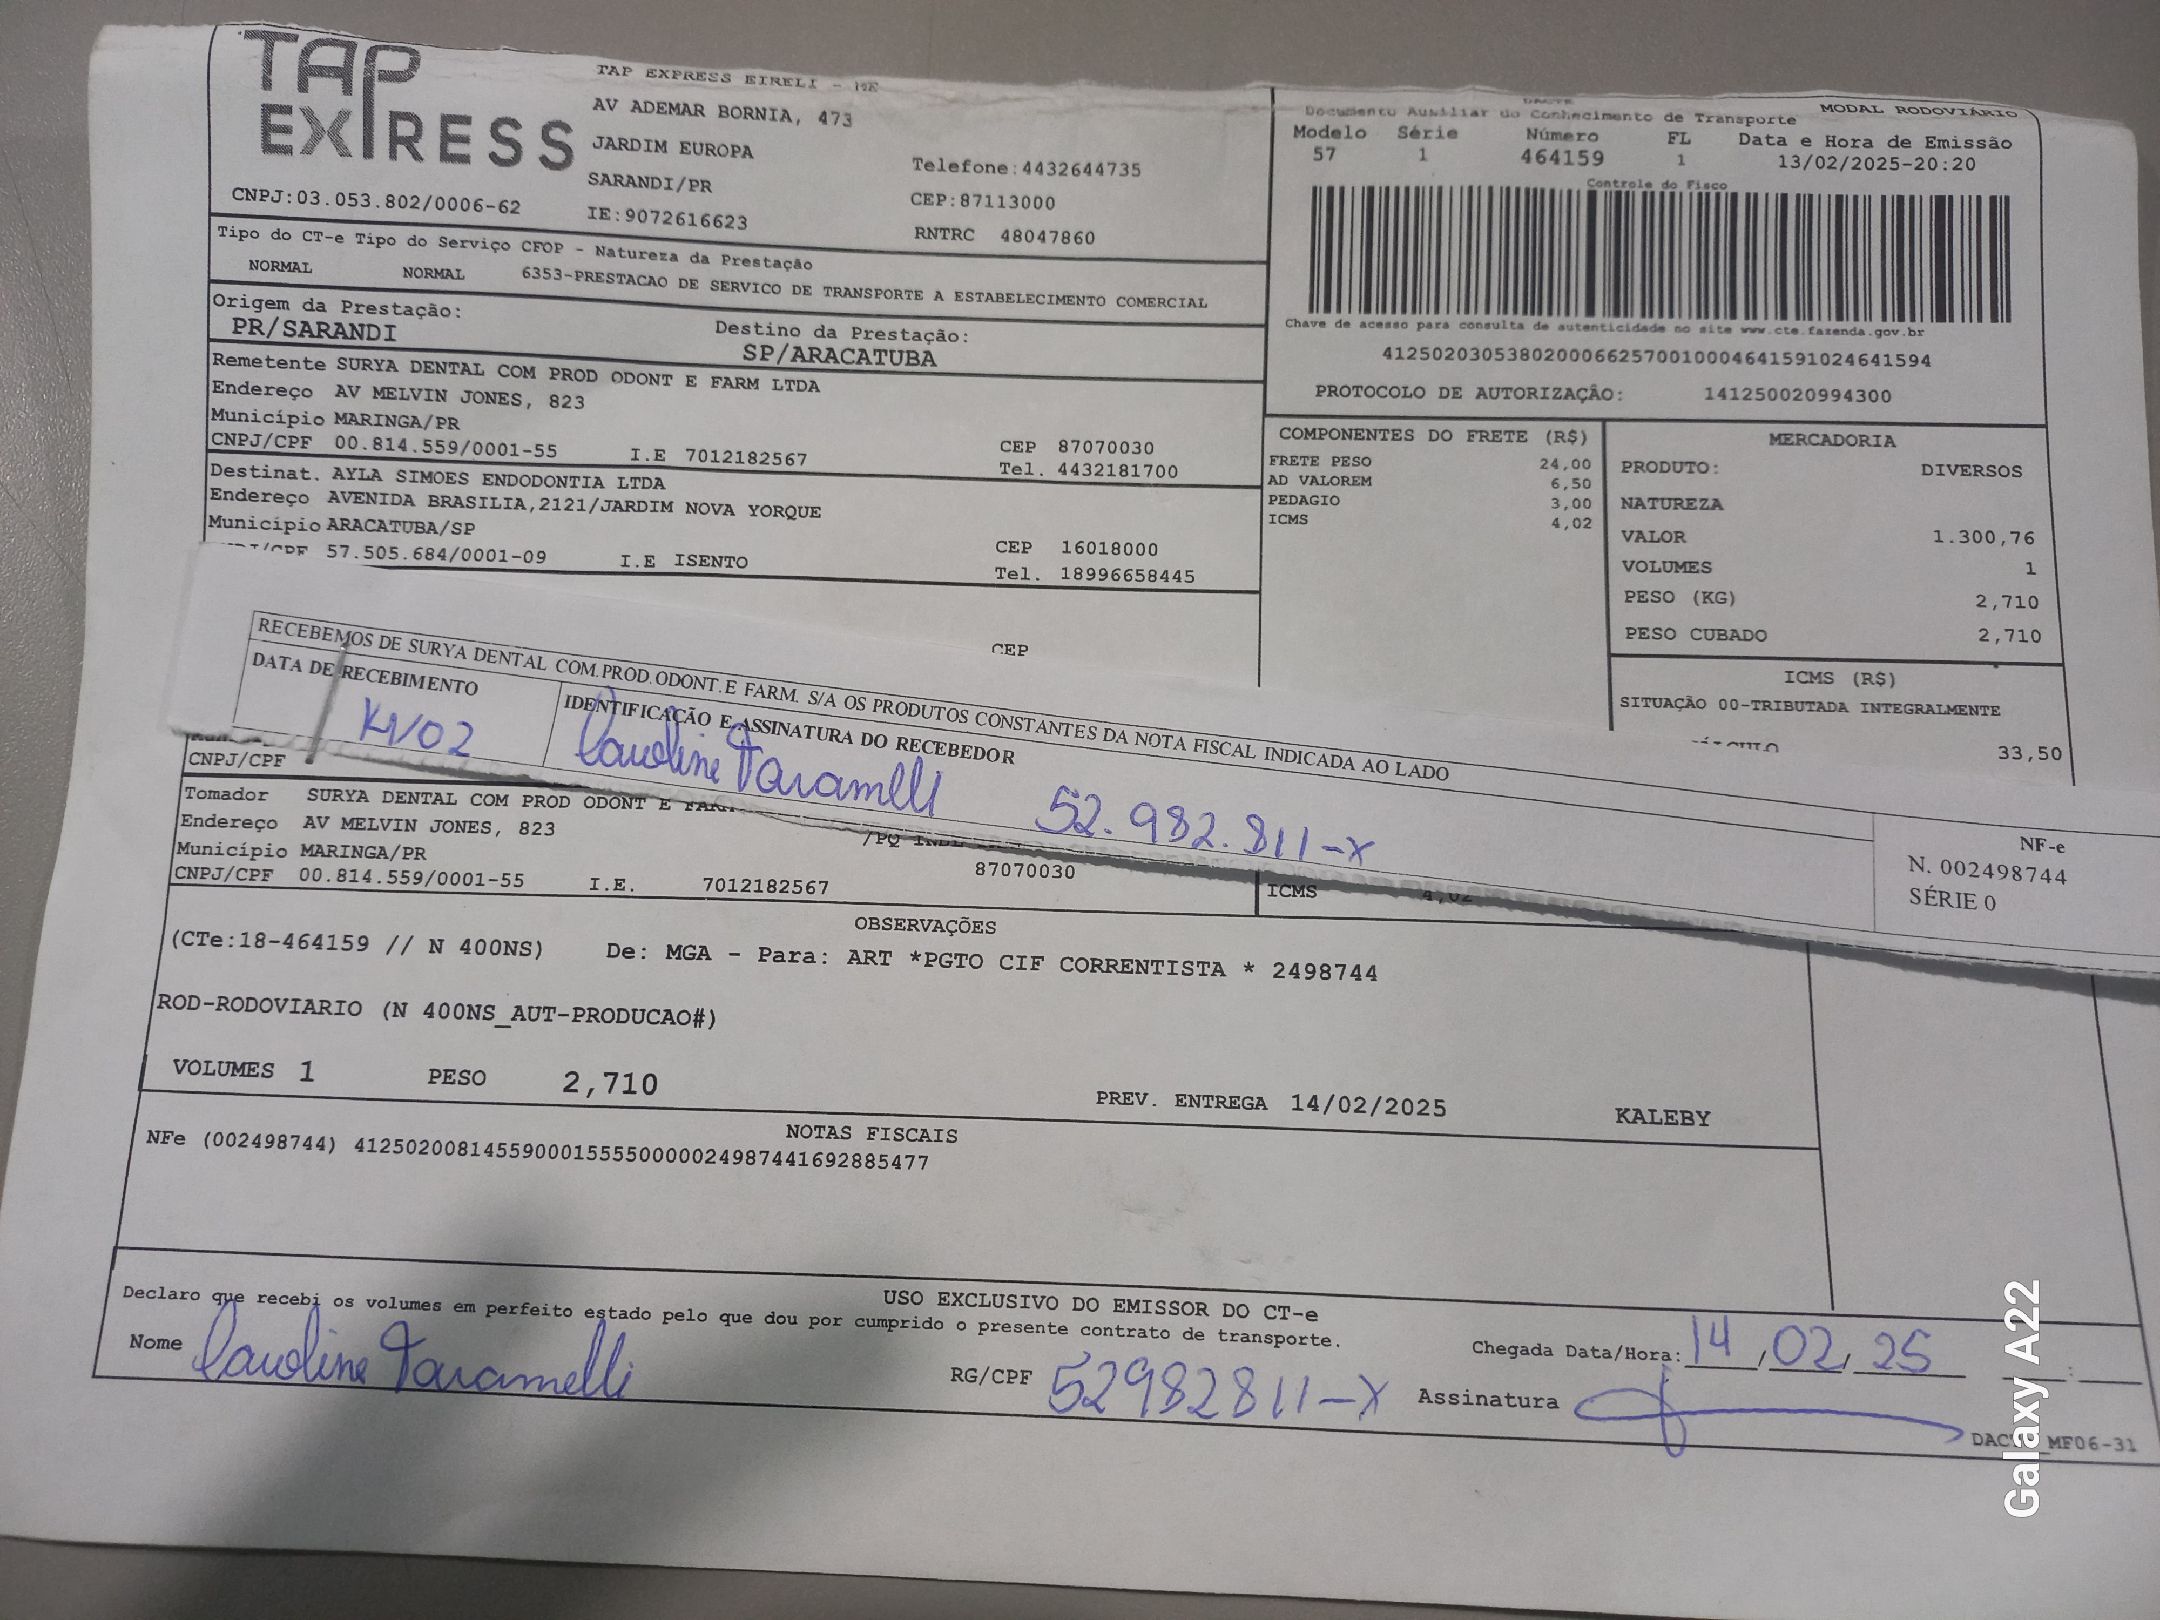 TAP
EXPRESS
TAP EXPRESS EIRELI - ME
AV ADEMAR BORNIA, 473
JARDIM EUROPA
SARANDI/PR
IE:9072616623
Telefone:4432644735
CEP:87113000
RNTRC 48047860
CNPJ:03.053.802/0006-62
DACTE
MODAL RODOVIÁRIO
Documento Auxiliar do Conhecimento de Transporte
Modelo Série Número FL Data e Hora de Emissão
57 1 464159 1 13/02/2025-20:20
Controle do Fisco
Chave de acesso para consulta de autenticidade no site www.cte.fazenda.gov.br
41250203053802000662570010004641591024641594
PROTOCOLO DE AUTORIZAÇÃO: 141250020994300
Tipo do CT-e Tipo do Serviço CFOP - Natureza da Prestação
NORMAL NORMAL 6353-PRESTACAO DE SERVICO DE TRANSPORTE A ESTABELECIMENTO COMERCIAL
Origem da Prestação: Destino da Prestação:
PR/SARANDI SP/ARACATUBA
Remetente SURYA DENTAL COM PROD ODONT E FARM LTDA
Endereço AV MELVIN JONES, 823
Município MARINGA/PR CEP 87070030
CNPJ/CPF 00.814.559/0001-55 I.E 7012182567 Tel. 4432181700
Destinat. AYLA SIMOES ENDODONTIA LTDA
Endereço AVENIDA BRASILIA,2121/JARDIM NOVA YORQUE
Município ARACATUBA/SP CEP 16018000
CNPJ/CPF 57.505.684/0001-09 I.E ISENTO Tel. 18996658445
COMPONENTES DO FRETE (R$)
FRETE PESO 24,00
AD VALOREM 6,50
PEDAGIO 3,00
ICMS 4,02
MERCADORIA
PRODUTO: DIVERSOS
NATUREZA
VALOR 1.300,76
VOLUMES 1
PESO (KG) 2,710
PESO CUBADO 2,710
ICMS (R$)
SITUAÇÃO 00-TRIBUTADA INTEGRALMENTE
33,50
CEP
RECEBEMOS DE SURYA DENTAL COM.PROD.ODONT.E FARM. S/A OS PRODUTOS CONSTANTES DA NOTA FISCAL INDICADA AO LADO
DATA DE RECEBIMENTO IDENTIFICAÇÃO E ASSINATURA DO RECEBEDOR
Caroline Taramelli 52.982.811-X
NF-e
N. 002498744
SÉRIE 0
CNPJ/CPF
Tomador SURYA DENTAL COM PROD ODONT E
Endereço AV MELVIN JONES, 823
Município MARINGA/PR 87070030
CNPJ/CPF 00.814.559/0001-55 I.E. 7012182567
ICMS 4,02
OBSERVAÇÕES
(CTe:18-464159 // N 400NS) De: MGA - Para: ART *PGTO CIF CORRENTISTA * 2498744
ROD-RODOVIARIO (N 400NS_AUT-PRODUCAO#)
VOLUMES 1 PESO 2,710 PREV. ENTREGA 14/02/2025 KALEBY
NOTAS FISCAIS
NFe (002498744) 41250200814559000155550000024987441692885477
USO EXCLUSIVO DO EMISSOR DO CT-e
Declaro que recebi os volumes em perfeito estado pelo que dou por cumprido o presente contrato de transporte.
Nome Caroline Taramelli RG/CPF 52982811-X
Chegada Data/Hora: 14/02/25 :
Assinatura
MF06-31
Galaxy A22